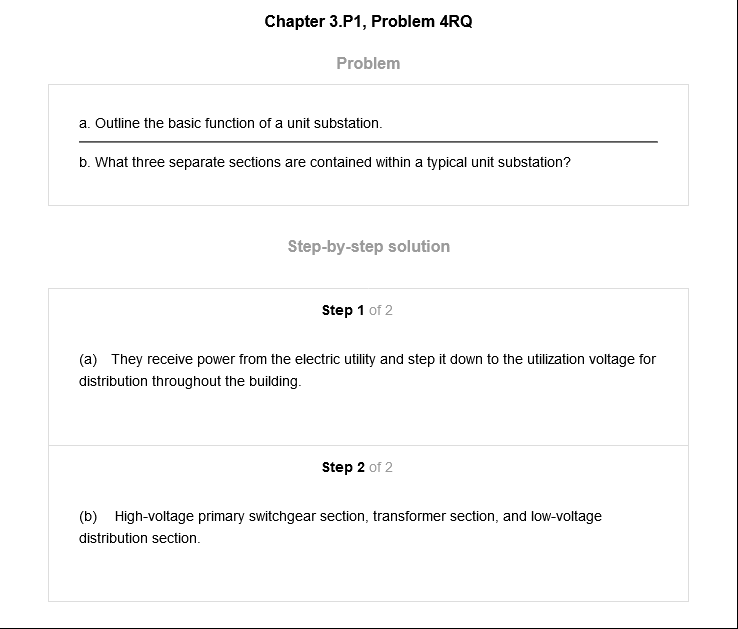 Chapter 3.P1, Problem 4RQ
Problem
a. Outline the basic function of a unit substation.
b. What three separate sections are contained within a typical unit substation?
Step-by-step solution
Step 1 of 2
(a) They receive power from the electric utility and step it down to the utilization voltage for
distribution throughout the building.
Step 2 of 2
(b) High-voltage primary switchgear section, transformer section, and low-voltage
distribution section.